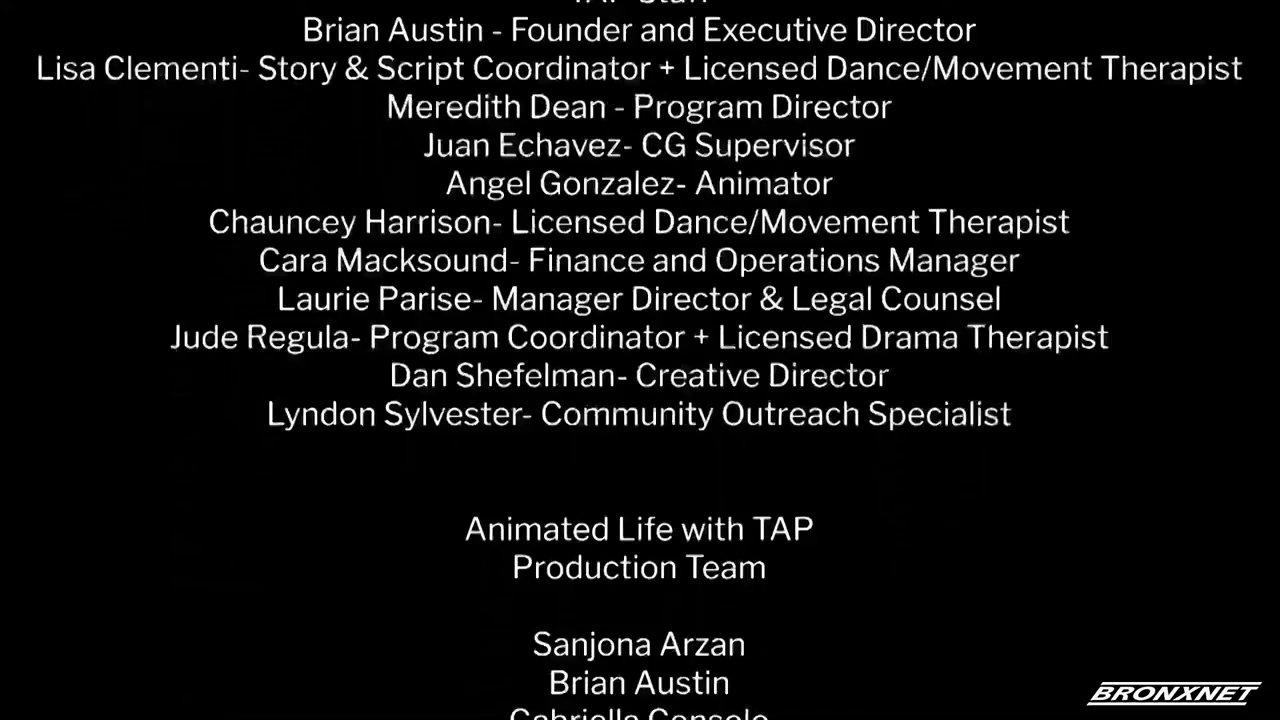 Brian Austin - Founder and Executive Director
Lisa Clementi- Story & Script Coordinator + Licensed Dance/Movement Therapist
Meredith Dean - Program Director
Juan Echavez- CG Supervisor
Angel Gonzalez- Animator
Chauncey Harrison- Licensed Dance/Movement Therapist
Cara Macksound- Finance and Operations Manager
Laurie Parise- Manager Director & Legal Counsel
Jude Regula- Program Coordinator + Licensed Drama Therapist
Dan Shefelman- Creative Director
Lyndon Sylvester- Community Outreach Specialist
Animated Life with TAP
Production Team
Sanjona Arzan
Brian Austin
BRONXNET